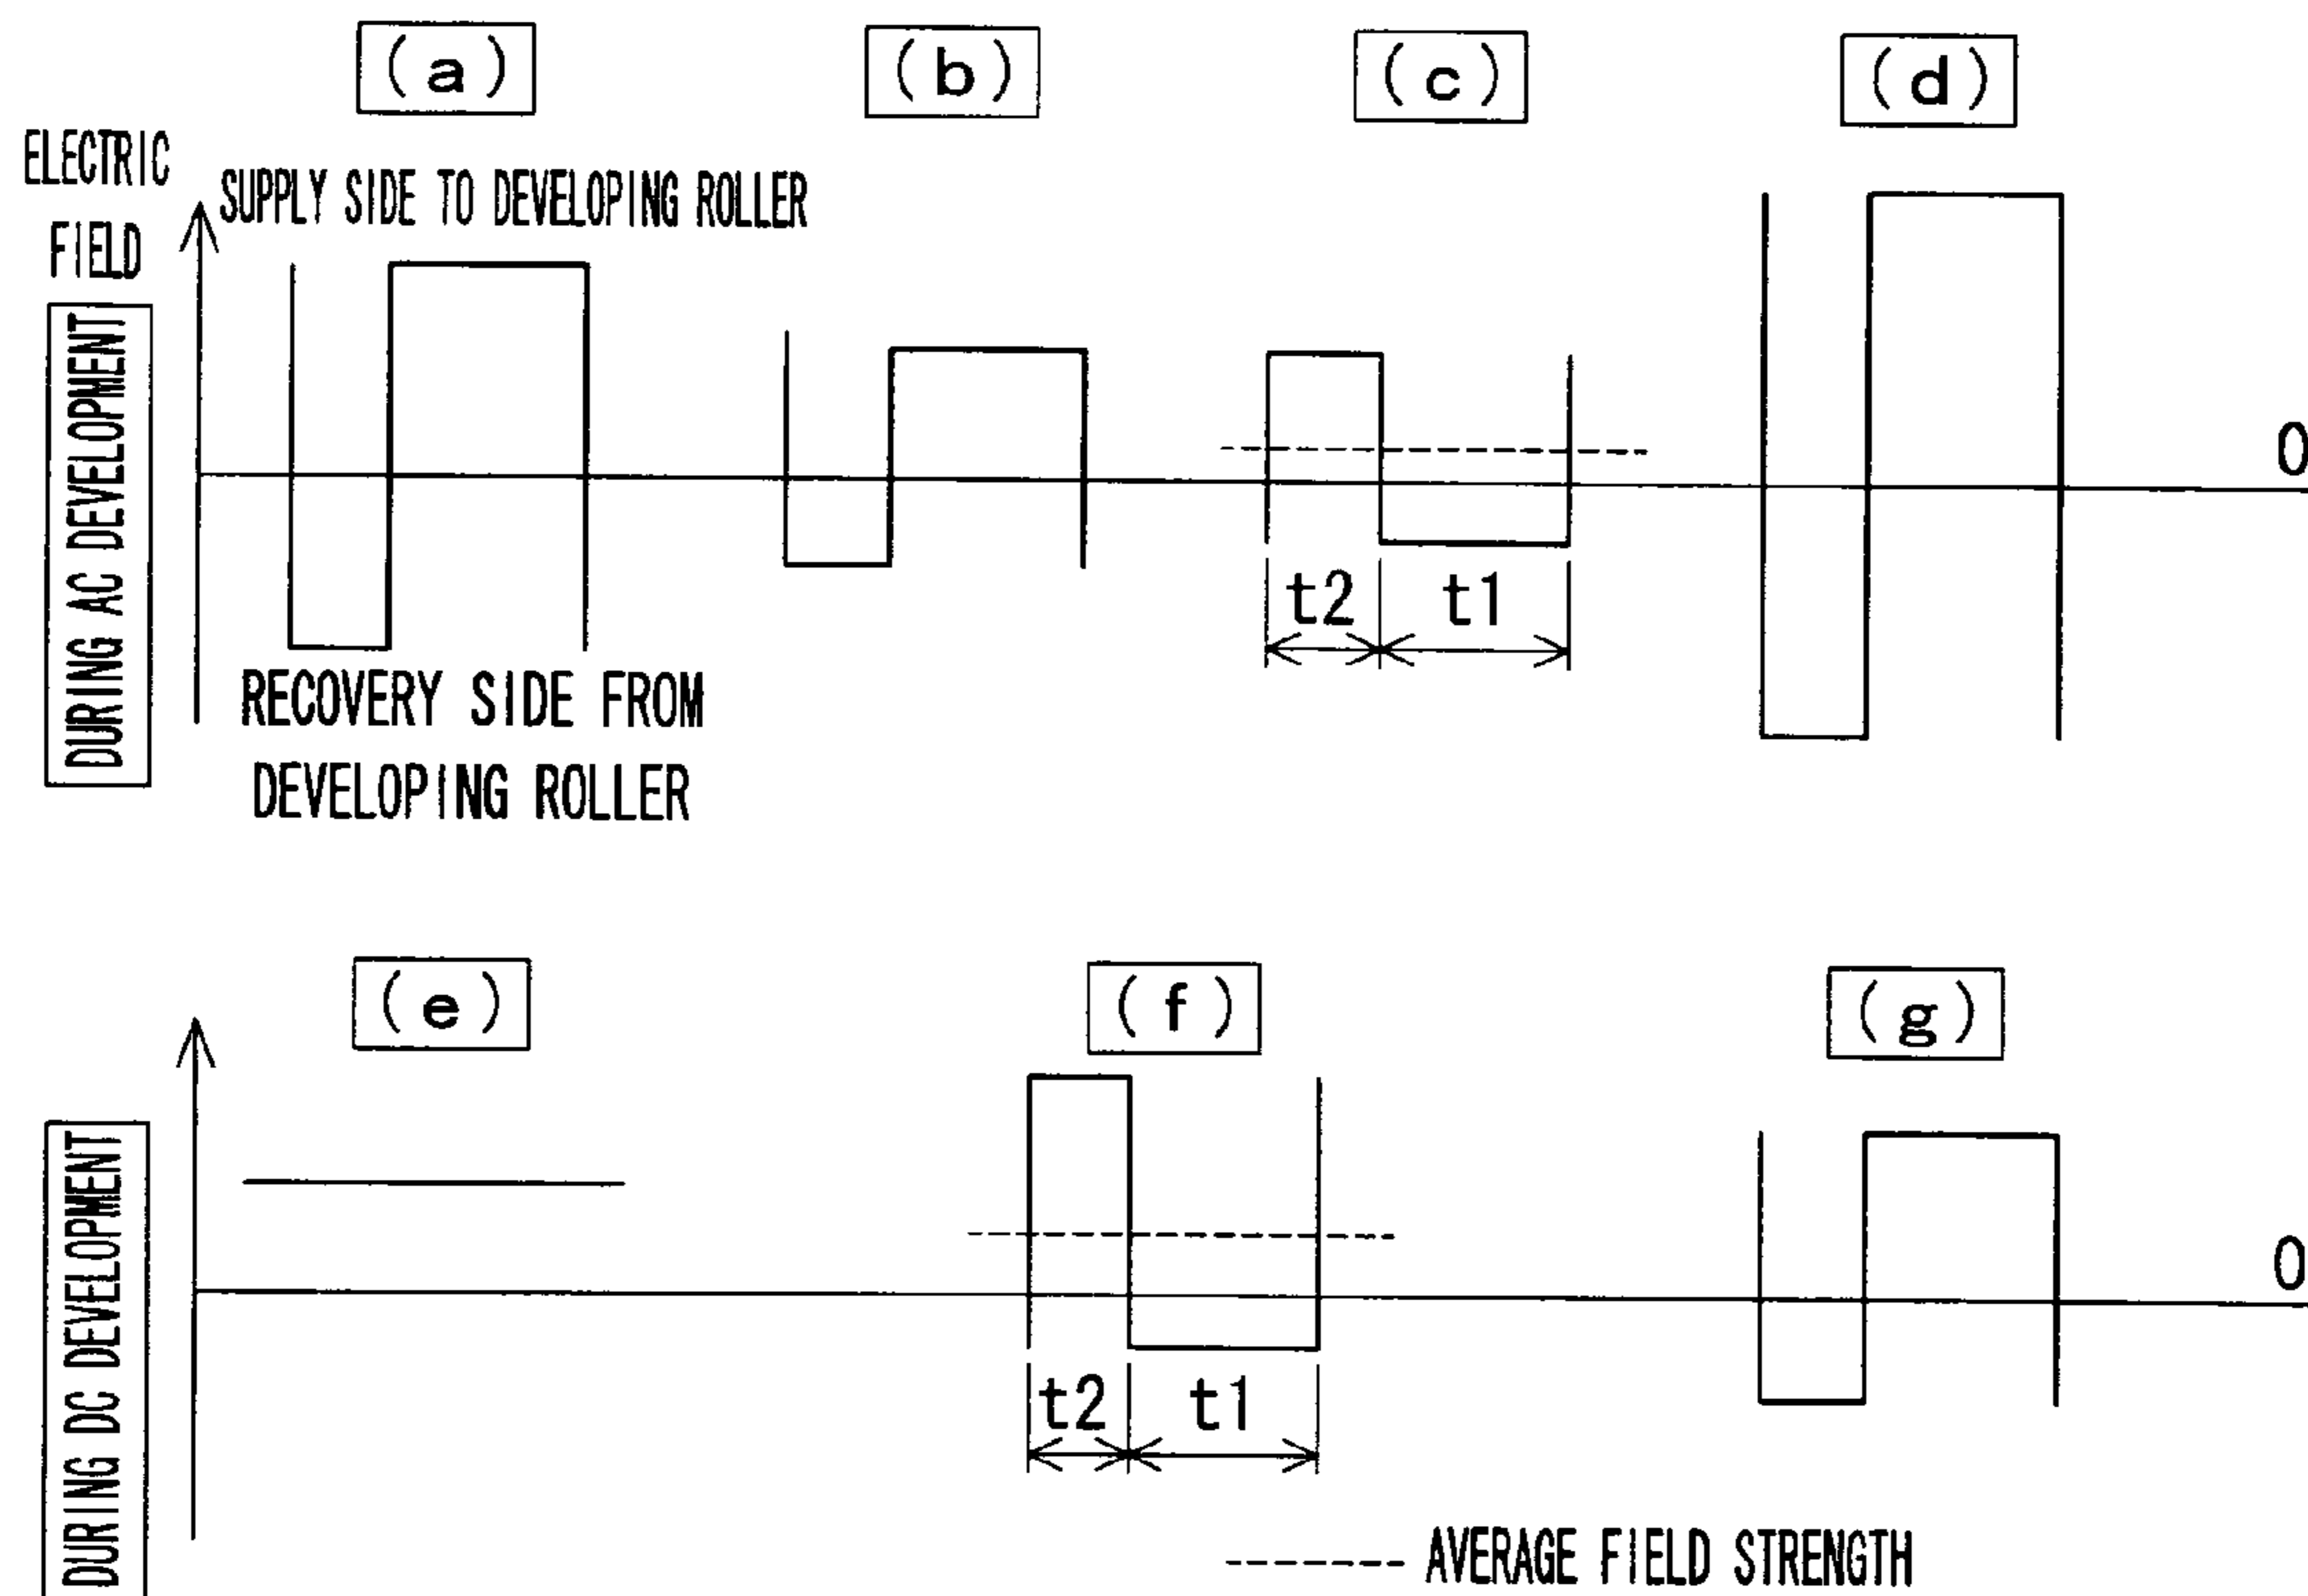 (a) (b) (c) (d)
ELECTRIC
FIELD
SUPPLY SIDE TO DEVELOPING ROLLER
DURING AC DEVELOPMENT
0
t2 t1
RECOVERY SIDE FROM
DEVELOPING ROLLER
(e) (f) (g)
DURING DC DEVELOPMENT
0
t2 t1
AVERAGE FIELD STRENGTH